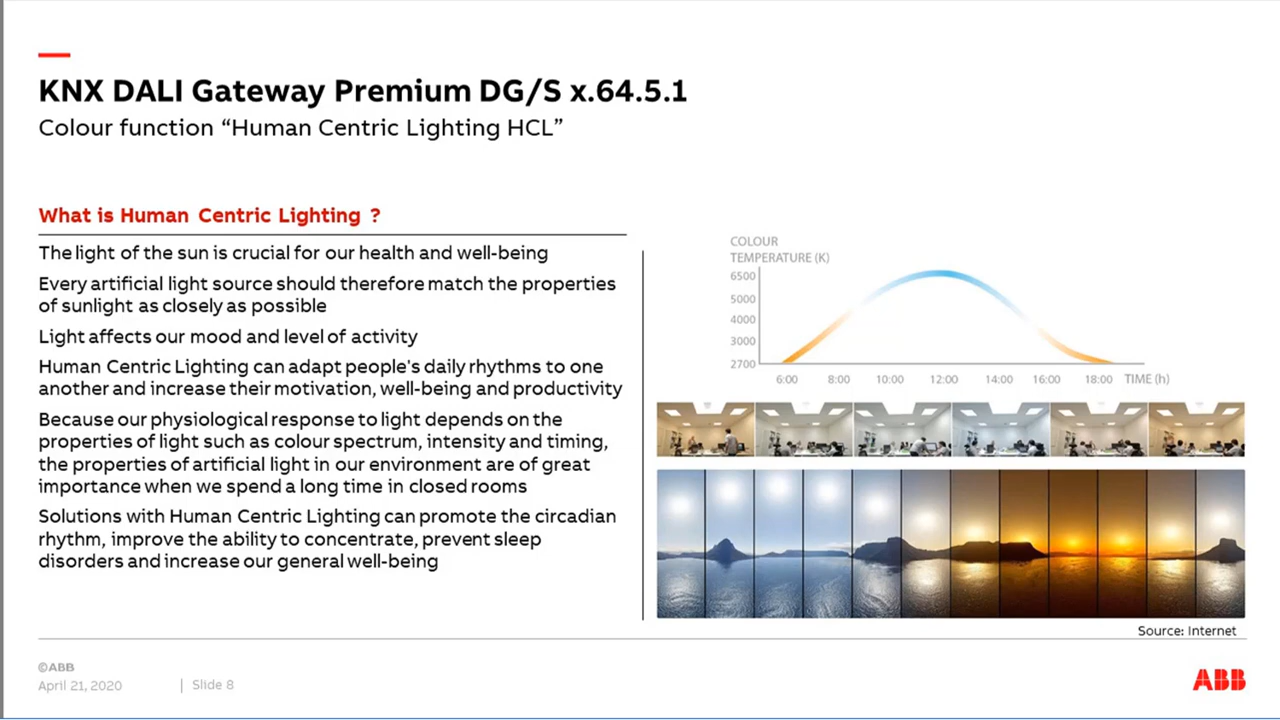 KNX DALI Gateway Premium DG/S x.64.5.1
Colour function “Human Centric Lighting HCL”
What is Human Centric Lighting ?
The light of the sun is crucial for our health and well-being
Every artificial light source should therefore match the properties
of sunlight as closely as possible
Light affects our mood and level of activity
Human Centric Lighting can adapt people's daily rhythms to one
another and increase their motivation, well-being and productivity
Because our physiological response to light depends on the
properties of light such as colour spectrum, intensity and timing,
the properties of artificial light in our environment are of great
importance when we spend a long time in closed rooms
Solutions with Human Centric Lighting can promote the circadian
rhythm, improve the ability to concentrate, prevent sleep
disorders and increase our general well-being
COLOUR
TEMPERATURE (K)
6500
5000
4000
3000
2700
6:00 8:00 10:00 12:00 14:00 16:00 18:00 TIME (h)
Source: Internet
©ABB
April 21, 2020 | Slide 8
ABB